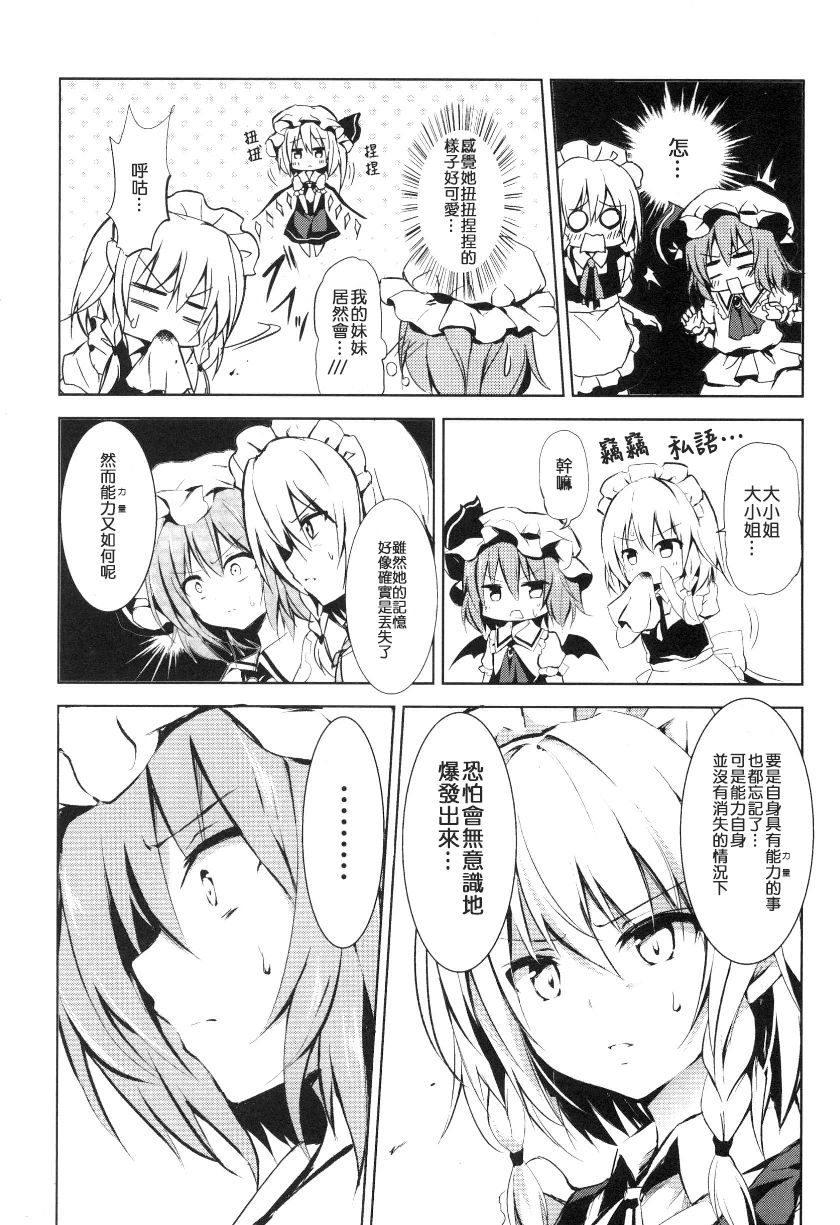 怎…
感覺她扭扭捏捏的
樣子好可愛…
捏捏
扭扭
我的妹妹
居然會…
呼咕…
竊竊 私語…
大小姐
大小姐…
幹嘛
雖然她的記憶
好像確實是丟失了
然而能力又如何呢
力量
要是自身具有能力的事
力量
也都忘記了…
可是能力自身
並沒有消失的情況下
恐怕會無意識地
爆發出來…
………